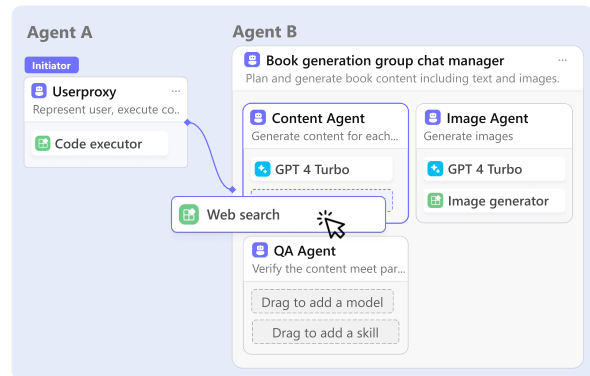 Agent A
Initiator
Userproxy ...
Represent user, execute co..
Code executor
Agent B
Book generation group chat manager ...
Plan and generate book content including text and images.
Content Agent
Generate content for each...
GPT 4 Turbo
Web search
Image Agent
Generate images
GPT 4 Turbo
Image generator
QA Agent
Verify the content meet par...
Drag to add a model
Drag to add a skill